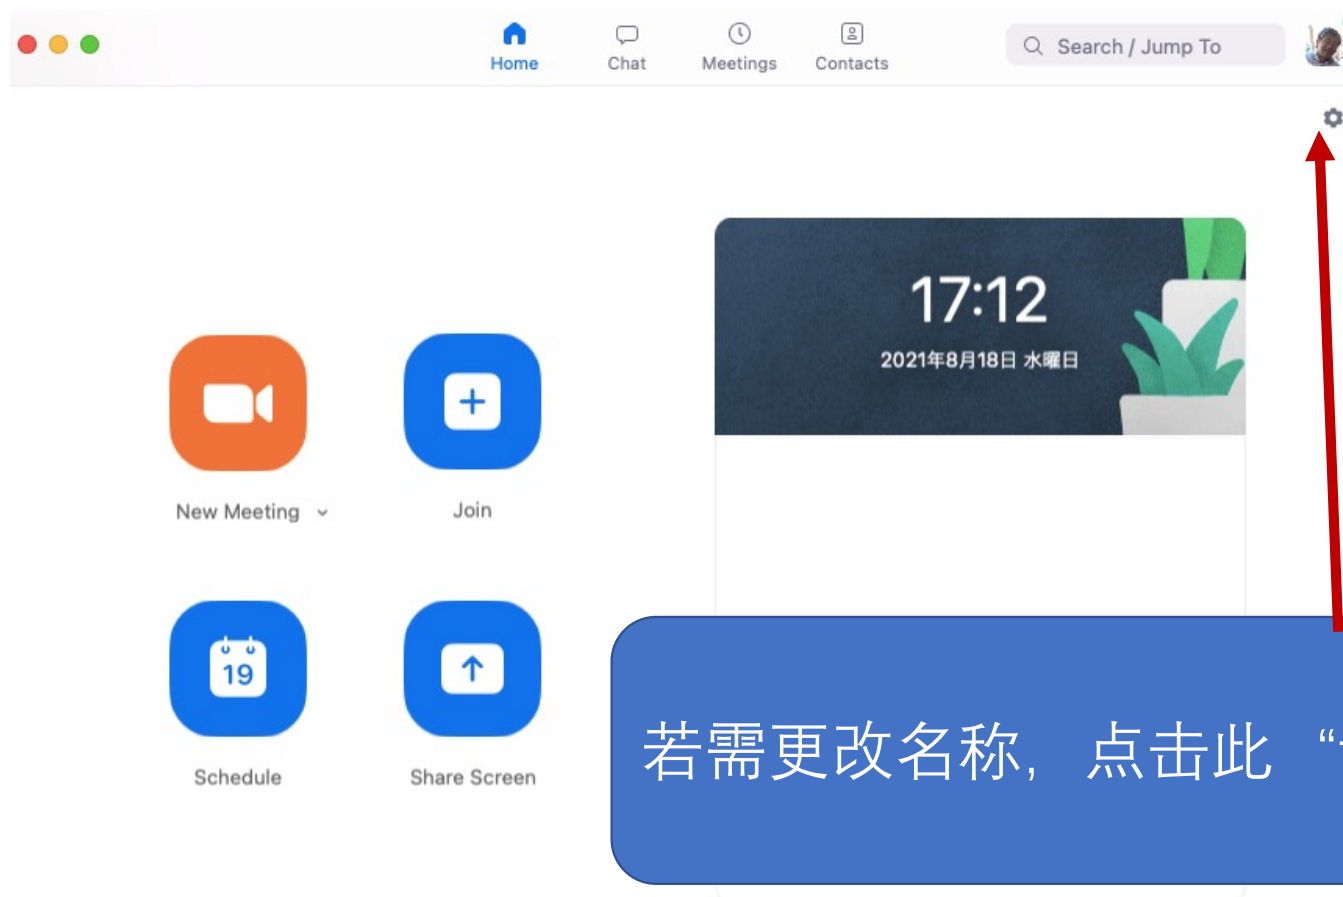 Home
Chat
Meetings
Contacts
Search / Jump To
17:12
2021年8月18日 水曜日
New Meeting
Join
19
Schedule
Share Screen
若需更改名称，点击此 “